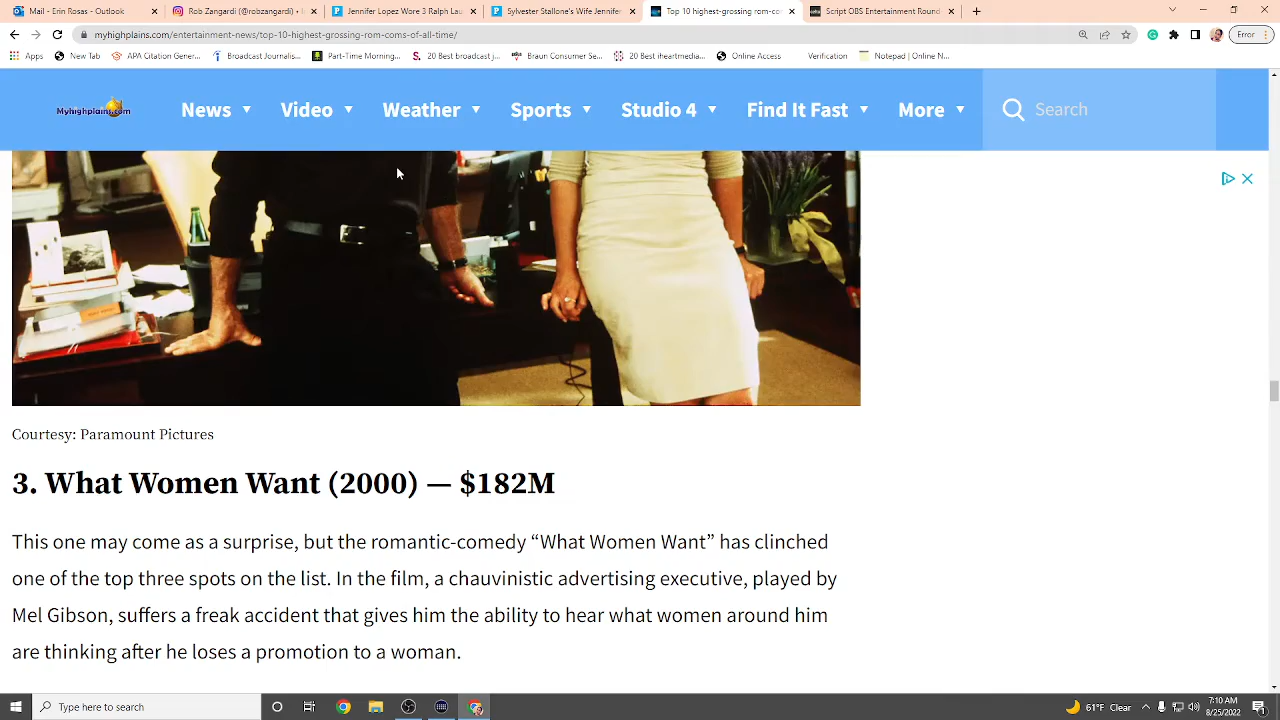 Mail - Erin Rosas - Outlook
Rob Zangardi (@robzangardi) •
Jennifer Lopez Wore 3 Ralph Lau
Sylvester Stallone's Wife Jennifer
Top 10 highest-grossing rom-co
Script OBS Entertainment Round
myhighplains.com/entertainment-news/top-10-highest-grossing-rom-coms-of-all-time/
Error
Apps
New Tab
APA Citation Gener...
Broadcast Journalis...
Part-Time Morning...
20 Best broadcast j...
Braun Consumer Se...
20 Best iheartmedia...
Online Access
Verification
Notepad | Online N...
Myhighplains.com
News
Video
Weather
Sports
Studio 4
Find It Fast
More
Search
Courtesy: Paramount Pictures
3. What Women Want (2000) — $182M
This one may come as a surprise, but the romantic-comedy “What Women Want” has clinched
one of the top three spots on the list. In the film, a chauvinistic advertising executive, played by
Mel Gibson, suffers a freak accident that gives him the ability to hear what women around him
are thinking after he loses a promotion to a woman.
Type here to search
61°F Clear
7:10 AM
8/25/2022